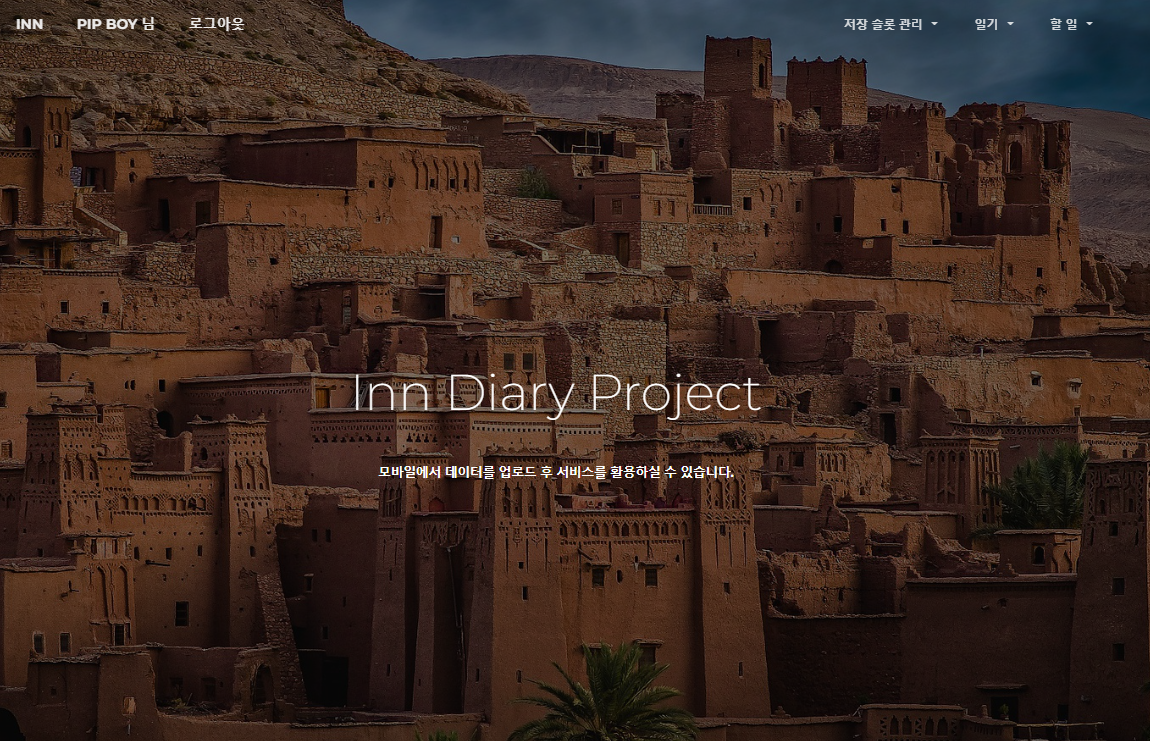 INN PIP BOY 님 로그아웃 저장 슬롯 관리 일기 할 일
Inn Diary Project
모바일에서 데이터를 업로드 후 서비스를 활용하실 수 있습니다.